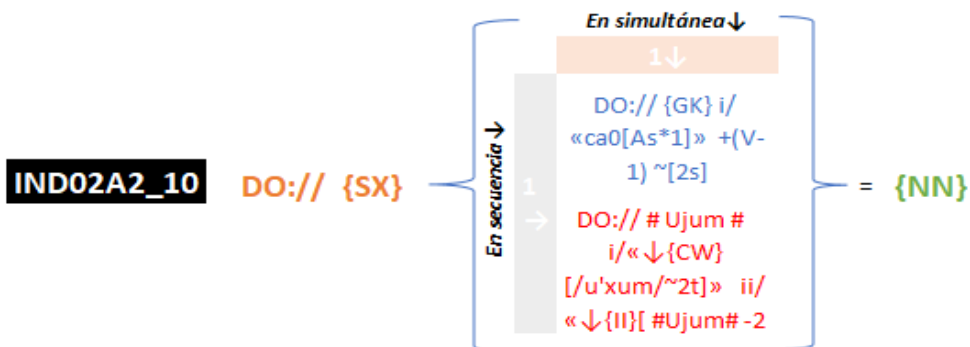 En simultánea↓
1↓
En secuencia↓
1
→
DO:// {GK} i/
«ca0[As*1]» +(V-
1) ~[2s]
DO:// # Ujum #
i/«↓{CW}
[/u'xum/~2t]» ii/
«↓{II}[ #Ujum# -2
IND02A2_10
DO:// {SX}
= {NN}